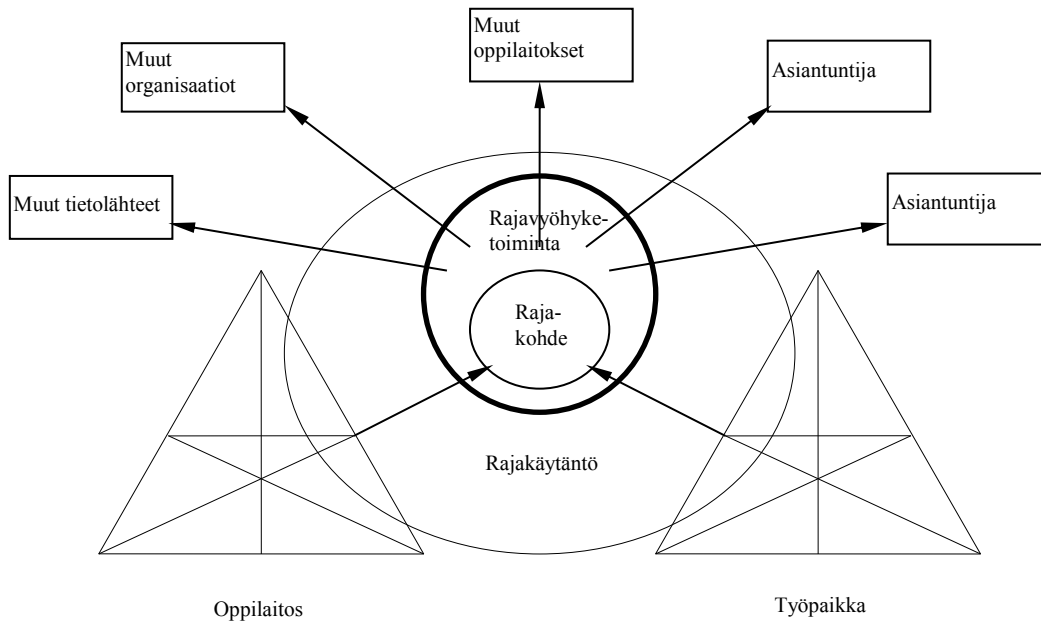 Muut
oppilaitokset
Muut
organisaatiot
Asiantuntija
Muut tietolähteet
Asiantuntija
Rajavyöhyke-
toiminta
Raja-
kohde
Rajakäytäntö
Oppilaitos
Työpaikka